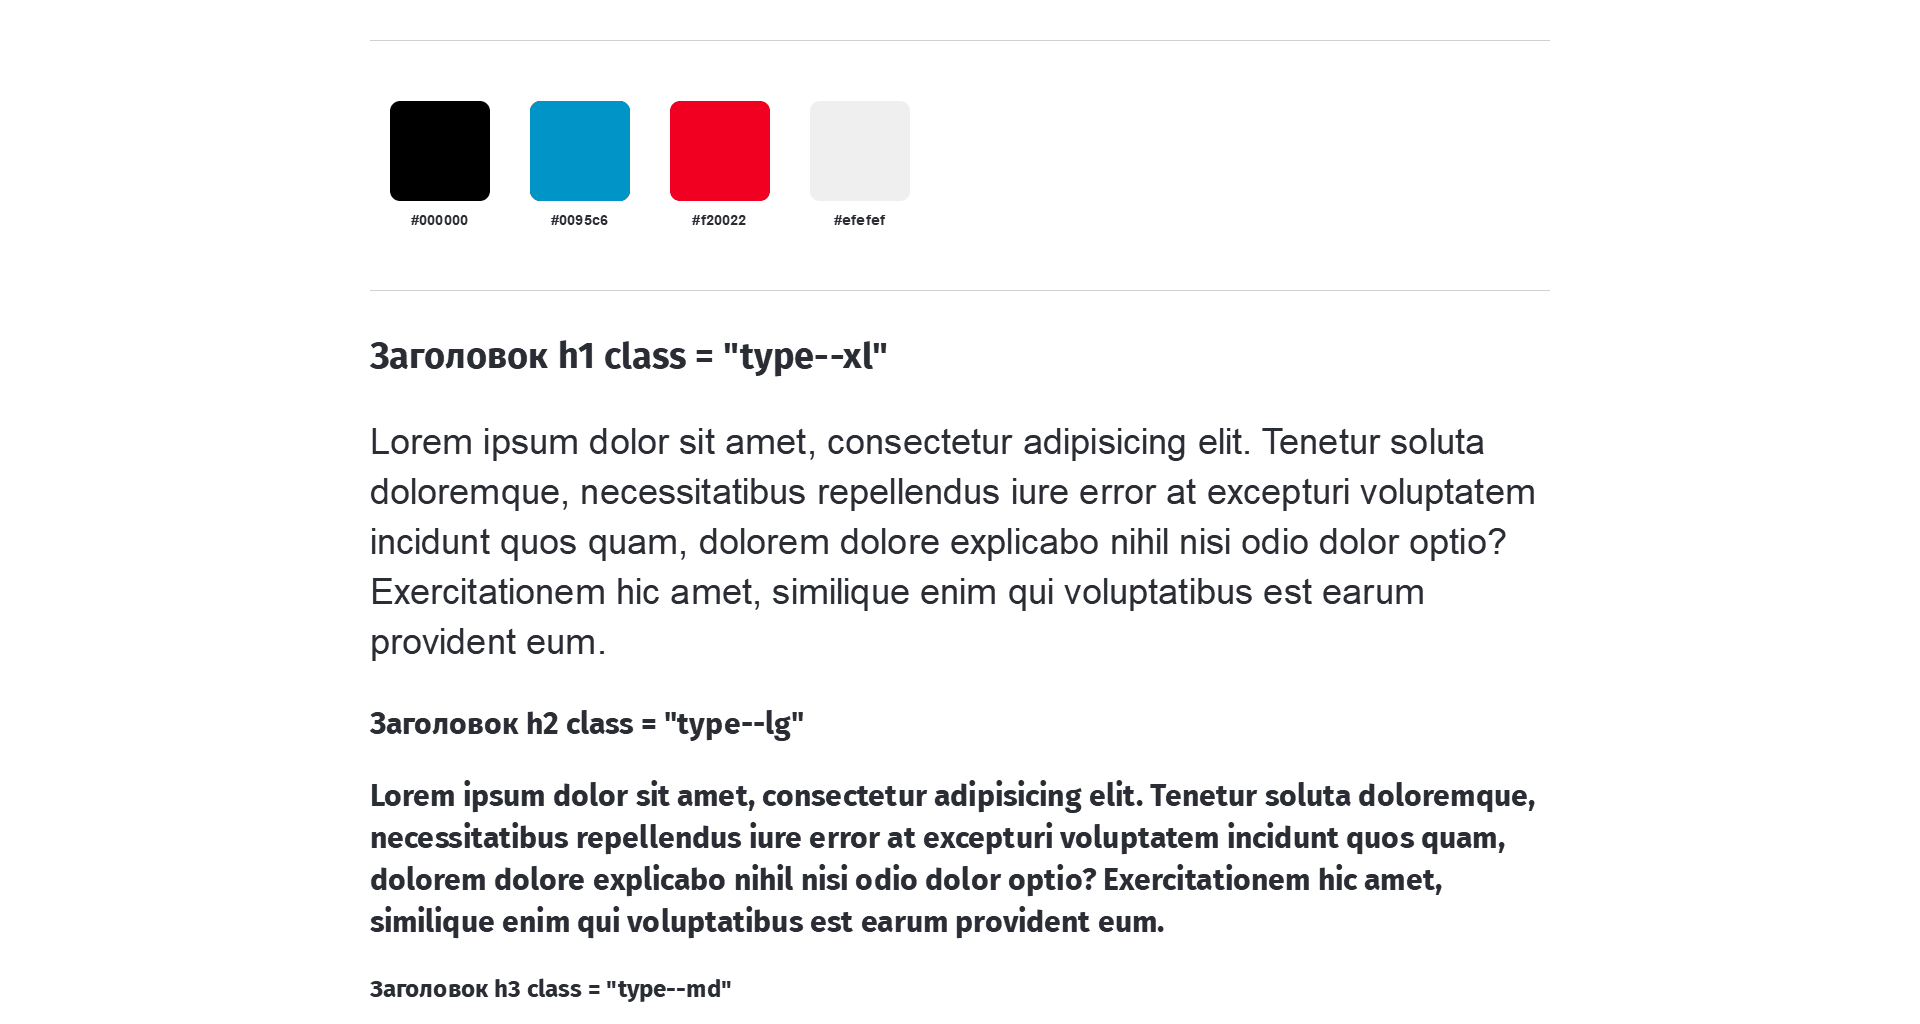 #000000
#0095c6
#f20022
#efefef
Заголовок h1 class = "type--xl"
Lorem ipsum dolor sit amet, consectetur adipisicing elit. Tenetur soluta
doloremque, necessitatibus repellendus iure error at excepturi voluptatem
incidunt quos quam, dolorem dolore explicabo nihil nisi odio dolor optio?
Exercitationem hic amet, similique enim qui voluptatibus est earum
provident eum.
Заголовок h2 class = "type--lg"
Lorem ipsum dolor sit amet, consectetur adipisicing elit. Tenetur soluta doloremque,
necessitatibus repellendus iure error at excepturi voluptatem incidunt quos quam,
dolorem dolore explicabo nihil nisi odio dolor optio? Exercitationem hic amet,
similique enim qui voluptatibus est earum provident eum.
Заголовок h3 class = "type--md"